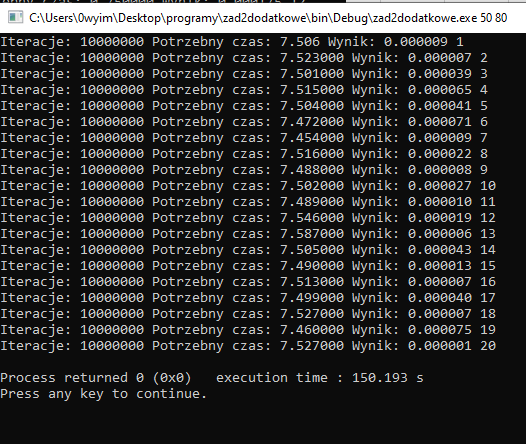 C:\Users\0wyim\Desktop\programy\zad2dodatkowe\bin\Debug\zad2dodatkowe.exe 50 80
Iteracje: 10000000 Potrzebny czas: 7.506 Wynik: 0.000009 1
Iteracje: 10000000 Potrzebny czas: 7.523000 Wynik: 0.000007 2
Iteracje: 10000000 Potrzebny czas: 7.501000 Wynik: 0.000039 3
Iteracje: 10000000 Potrzebny czas: 7.515000 Wynik: 0.000065 4
Iteracje: 10000000 Potrzebny czas: 7.504000 Wynik: 0.000041 5
Iteracje: 10000000 Potrzebny czas: 7.472000 Wynik: 0.000071 6
Iteracje: 10000000 Potrzebny czas: 7.454000 Wynik: 0.000009 7
Iteracje: 10000000 Potrzebny czas: 7.516000 Wynik: 0.000022 8
Iteracje: 10000000 Potrzebny czas: 7.488000 Wynik: 0.000008 9
Iteracje: 10000000 Potrzebny czas: 7.502000 Wynik: 0.000027 10
Iteracje: 10000000 Potrzebny czas: 7.489000 Wynik: 0.000010 11
Iteracje: 10000000 Potrzebny czas: 7.546000 Wynik: 0.000019 12
Iteracje: 10000000 Potrzebny czas: 7.587000 Wynik: 0.000006 13
Iteracje: 10000000 Potrzebny czas: 7.505000 Wynik: 0.000043 14
Iteracje: 10000000 Potrzebny czas: 7.490000 Wynik: 0.000013 15
Iteracje: 10000000 Potrzebny czas: 7.513000 Wynik: 0.000007 16
Iteracje: 10000000 Potrzebny czas: 7.499000 Wynik: 0.000040 17
Iteracje: 10000000 Potrzebny czas: 7.527000 Wynik: 0.000007 18
Iteracje: 10000000 Potrzebny czas: 7.460000 Wynik: 0.000075 19
Iteracje: 10000000 Potrzebny czas: 7.527000 Wynik: 0.000001 20
Process returned 0 (0x0) execution time : 150.193 s
Press any key to continue.